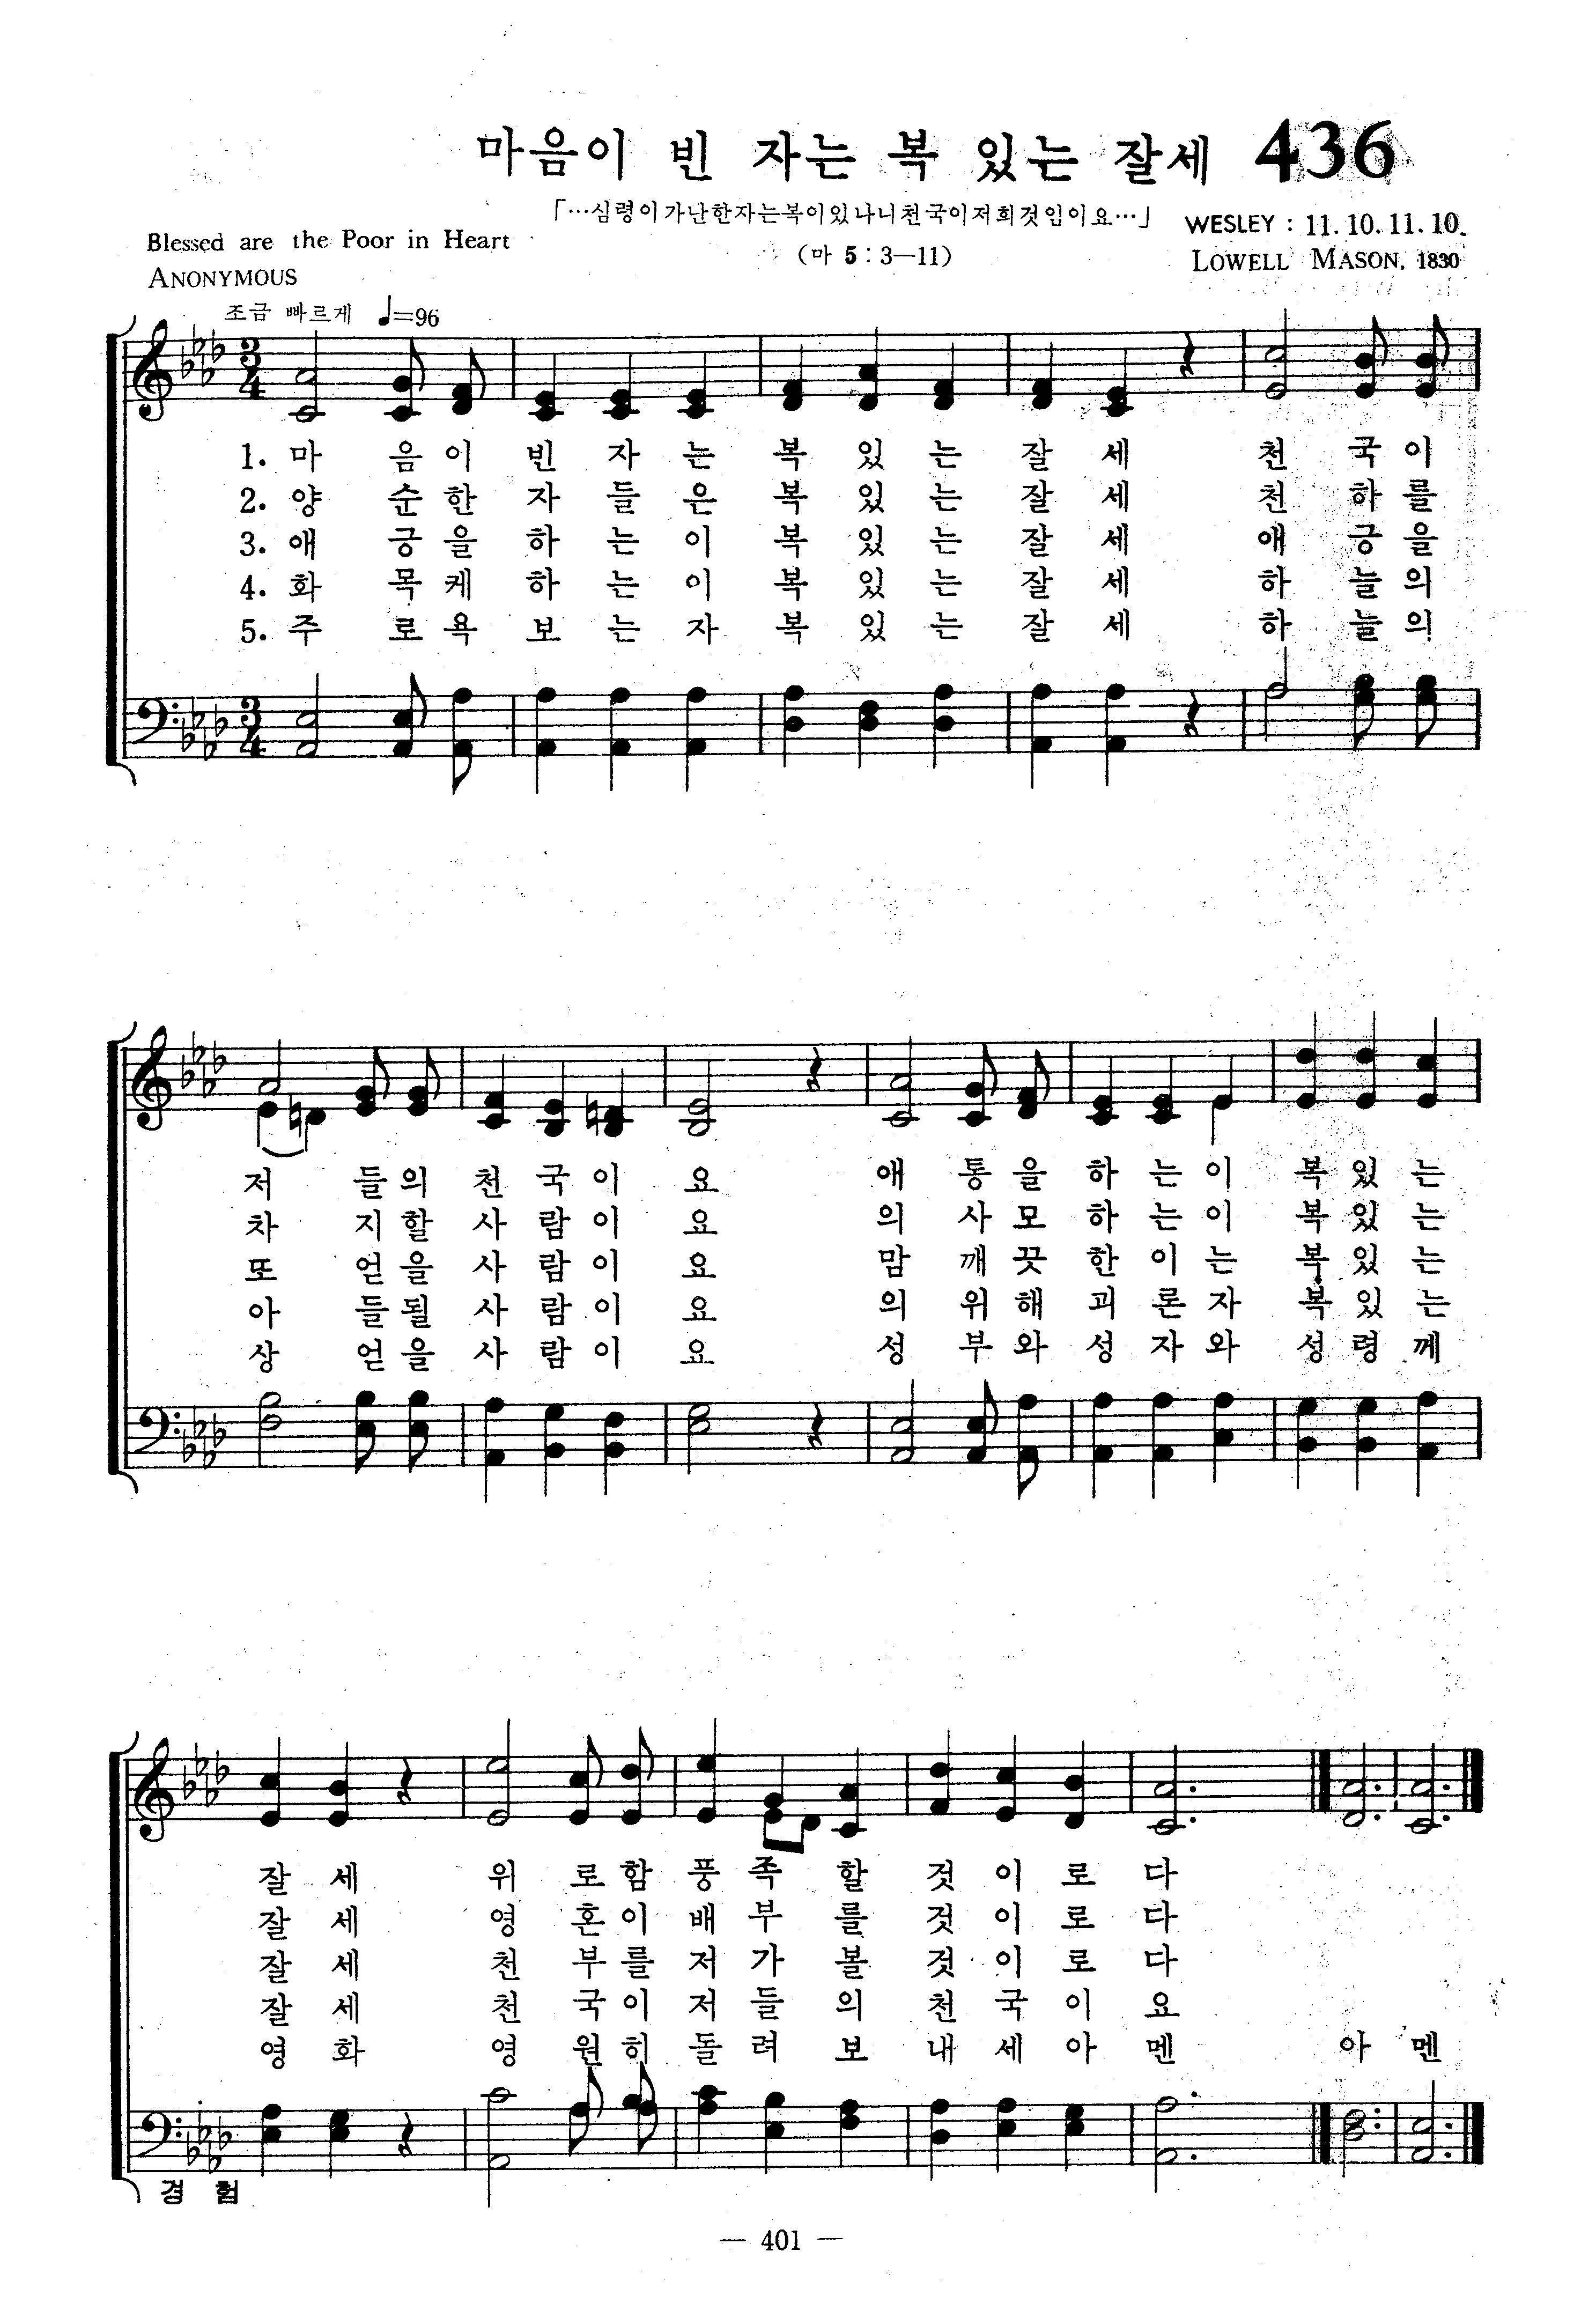 마음이 빈 자는 복 있는 잘세 436
「…심령이가난한자는복이있나니천국이저희것임이요…」
Blessed are the Poor in Heart
(마 5 : 3—11)
WESLEY : 11. 10. 11. 10.
ANONYMOUS
LOWELL MASON, 1830
조금 빠르게 ♩=96
3/4
1. 마 음이 빈 자 는 복 있 는 잘 세 천 국이
2. 양 순한 자 들 은 복 있 는 잘 세 천 하를
3. 애 긍을 하 는 이 복 있 는 잘 세 애 긍을
4. 화 목케 하 는 이 복 있 는 잘 세 하 늘의
5. 주 로욕 보 는 자 복 있 는 잘 세 하 늘의
3/4
저 들의 천 국 이 요 애 통을 하 는 이 복 있 는
차 지할 사 람 이 요 의 사모 하 는 이 복 있 는
또 얻을 사 람 이 요 맘 깨끗 한 이 는 복 있 는
아 들될 사 람 이 요 의 위해 괴 론 자 복 있 는
상 얻을 사 람 이 요 성 부와 성 자 와 성 령 께
잘 세 위 로함 풍 족 할 것 이 로 다
잘 세 영 혼이 배 부 를 것 이 로 다
잘 세 천 부를 저 가 볼 것 이 로 다
잘 세 천 국이 저 들 의 천 국 이 요
영 화 영 원히 돌 려 보 내 세 아 멘 아 멘
경 험
— 401 —